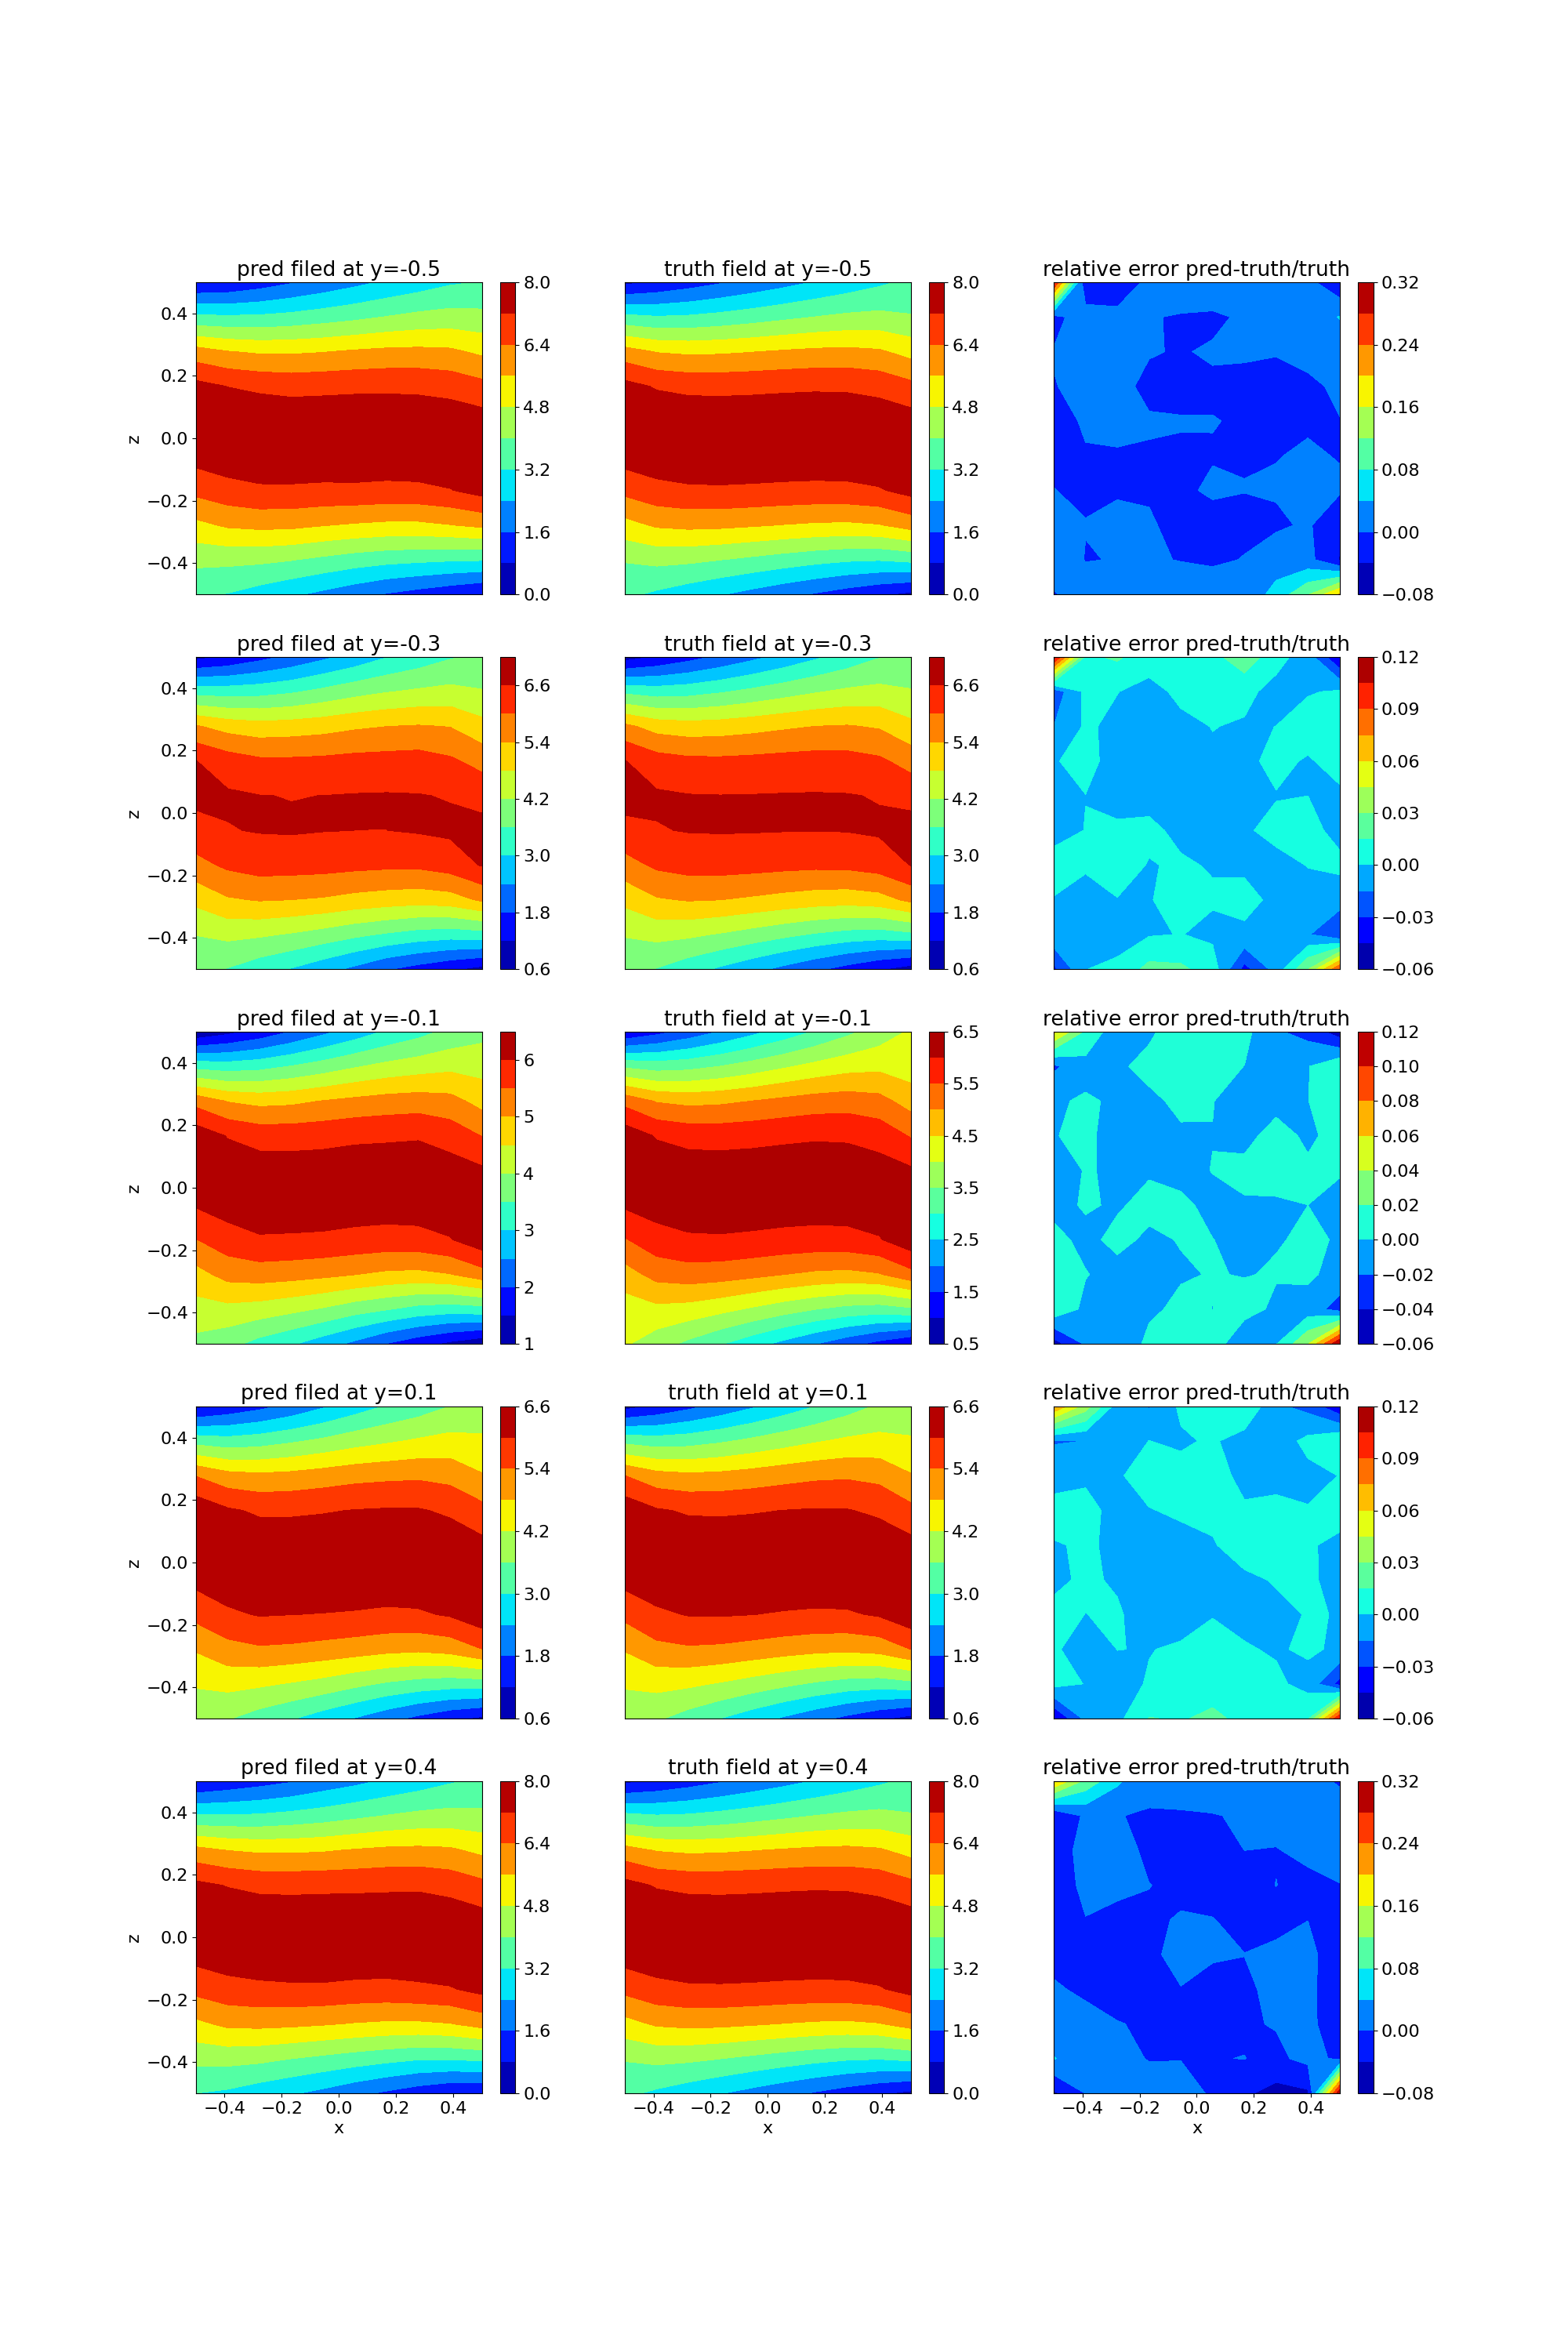 pred filed at y=-0.5 truth field at y=-0.5 relative error pred-truth/truth
8.0 8.0 0.32
0.4
6.4 6.4 0.24
0.2
4.8 4.8 0.16
z 0.0
3.2 3.2 0.08
−0.2
1.6 1.6 0.00
−0.4
0.0 0.0 −0.08
pred filed at y=-0.3 truth field at y=-0.3 relative error pred-truth/truth
0.12
0.4 6.6 6.6
0.09
0.2 5.4 5.4
0.06
4.2 4.2
z 0.0 0.03
3.0 3.0 0.00
−0.2
1.8 1.8 −0.03
−0.4
0.6 0.6 −0.06
pred filed at y=-0.1 truth field at y=-0.1 relative error pred-truth/truth
6.5 0.12
0.4 6 0.10
5.5 0.08
0.2 5 4.5 0.06
4 0.04
z 0.0 3.5 0.02
3 2.5 0.00
−0.2 −0.02
2 1.5 −0.04
−0.4
1 0.5 −0.06
pred filed at y=0.1 truth field at y=0.1 relative error pred-truth/truth
6.6 6.6 0.12
0.4
5.4 5.4 0.09
0.2
4.2 4.2 0.06
z 0.0 0.03
3.0 3.0
−0.2 0.00
1.8 1.8
−0.4 −0.03
0.6 0.6 −0.06
pred filed at y=0.4 truth field at y=0.4 relative error pred-truth/truth
8.0 8.0 0.32
0.4
6.4 6.4 0.24
0.2
4.8 4.8 0.16
z 0.0
3.2 3.2 0.08
−0.2
1.6 1.6 0.00
−0.4
0.0 0.0 −0.08
−0.4 −0.2 0.0 0.2 0.4 −0.4 −0.2 0.0 0.2 0.4 −0.4 −0.2 0.0 0.2 0.4
x x x